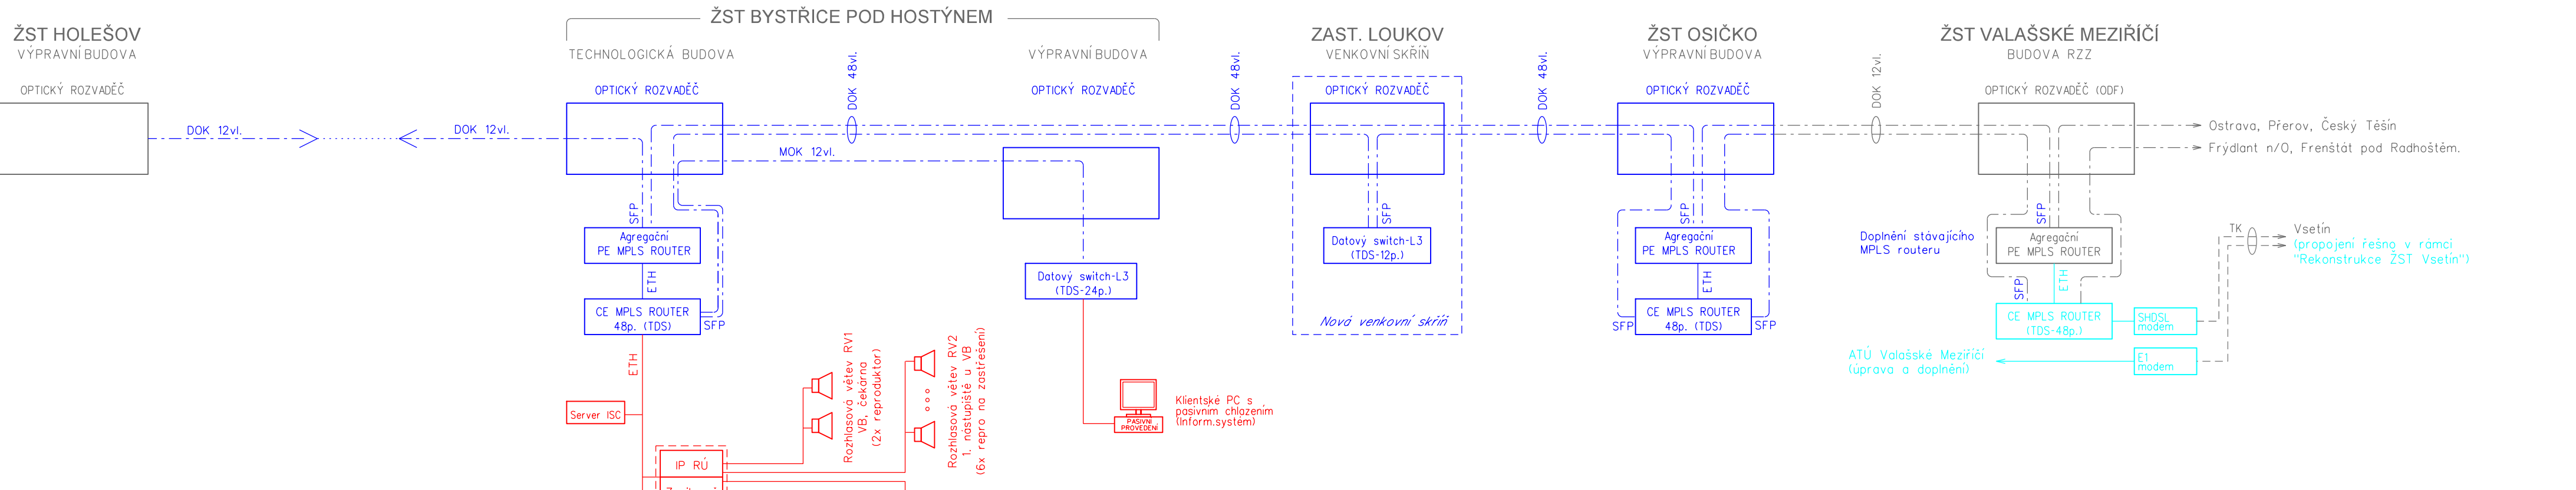 ŽST HOLEŠOV
VÝPRAVNÍ BUDOVA
OPTICKÝ ROZVADĚČ
DOK 12vl.
DOK 12vl.
ŽST BYSTŘICE POD HOSTÝNEM
TECHNOLOGICKÁ BUDOVA
OPTICKÝ ROZVADĚČ
DOK 48vl.
MOK 12vl.
SFP
Agregační
PE MPLS ROUTER
ETH
CE MPLS ROUTER
48p. (TDS)
SFP
ETH
Server ISC
IP RÚ
Rozhlasová větev RV1
VB, čekárna
(2x reproduktor)
Rozhlasová větev RV2
1. nástupiště u VB
(6x repro na zastřešení)
VÝPRAVNÍ BUDOVA
OPTICKÝ ROZVADĚČ
Datový switch-L3
(TDS-24p.)
PASIVNÍ
PROVEDENÍ
Klientské PC s
pasivním chlazením
(Inform.systém)
DOK 48vl.
ZAST. LOUKOV
VENKOVNÍ SKŘÍŇ
OPTICKÝ ROZVADĚČ
SFP
Datový switch-L3
(TDS-12p.)
Nová venkovní skříň
DOK 48vl.
ŽST OSIČKO
VÝPRAVNÍ BUDOVA
OPTICKÝ ROZVADĚČ
SFP
Agregační
PE MPLS ROUTER
ETH
CE MPLS ROUTER
48p. (TDS)
SFP
SFP
DOK 12vl.
ŽST VALAŠSKÉ MEZIŘÍČÍ
BUDOVA RZZ
OPTICKÝ ROZVADĚČ (ODF)
Ostrava, Přerov, Český Těšín
Frýdlant n/O, Frenštát pod Radhoštěm.
SFP
Doplnění stávajícího
MPLS routeru
Agregační
PE MPLS ROUTER
SFP
ETH
CE MPLS ROUTER
(TDS-48p.)
SHDSL
modem
E1
modem
TK
Vsetín
(propojení řešno v rámci
"Rekonstrukce ŽST Vsetín")
ATÚ Valašské Meziříčí
(úprava a doplnění)